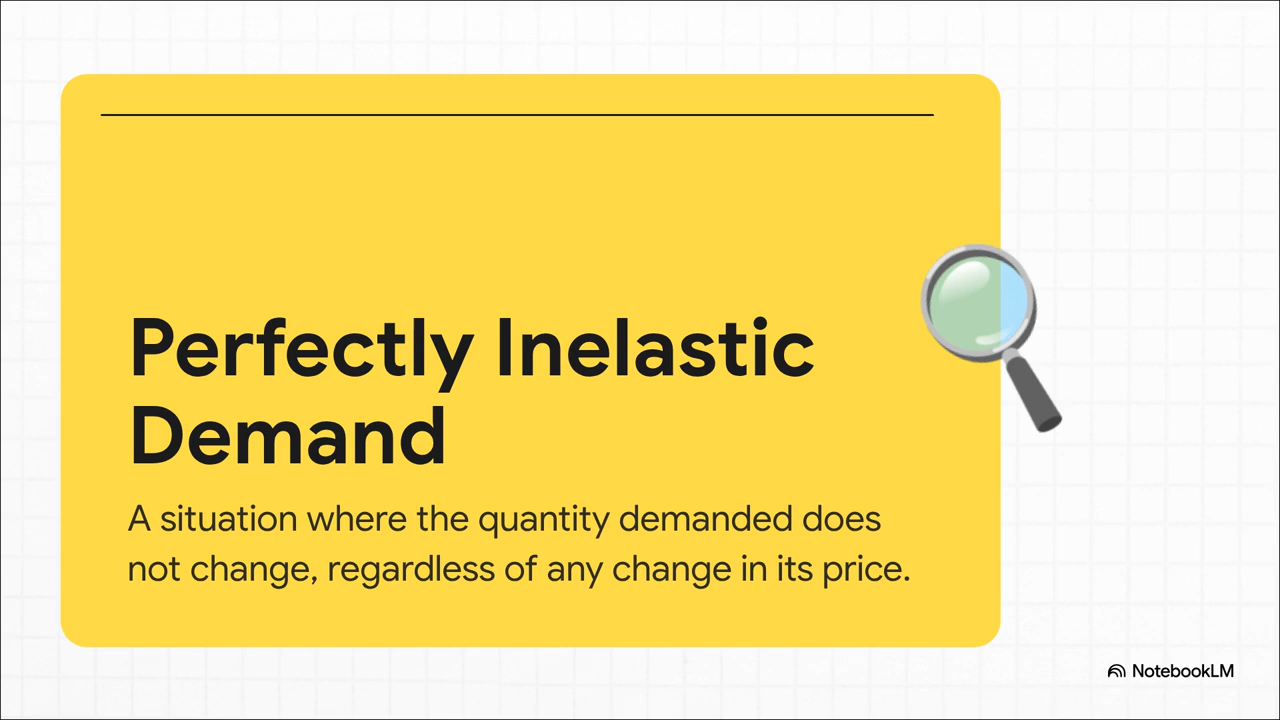 Perfectly Inelastic
Demand
A situation where the quantity demanded does
not change, regardless of any change in its price.
NotebookLM